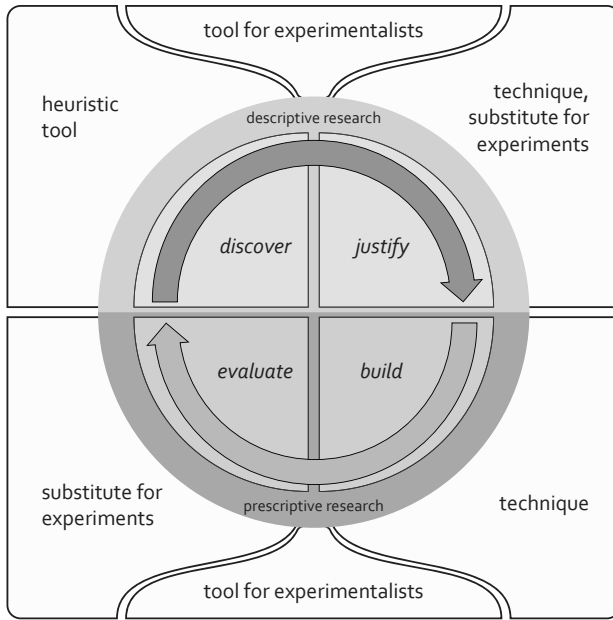 tool for experimentalists
heuristic
tool
technique,
substitute for
experiments
descriptive research
discover
justify
evaluate
build
substitute for
experiments
prescriptive research
technique
tool for experimentalists